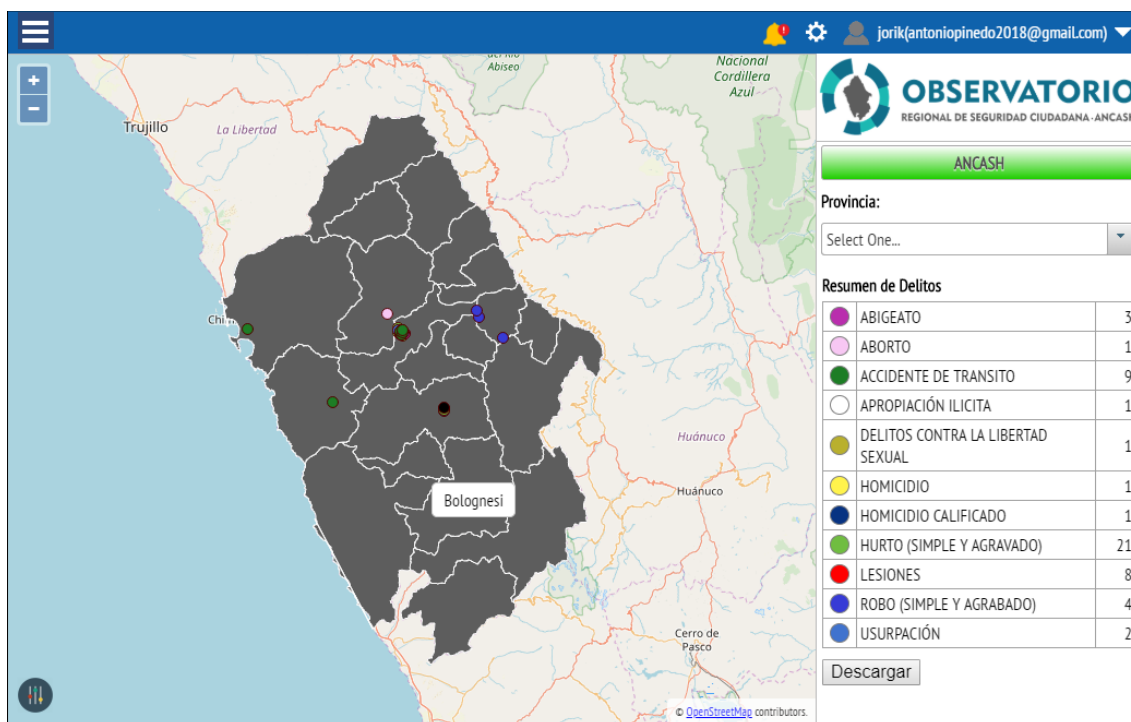 jorik(antoniopinedo2018@gmail.com)
Abiseo
Nacional
Cordillera
Azul
+
−
Trujillo
La Libertad
OBSERVATORIO
REGIONAL DE SEGURIDAD CIUDADANA - ANCASH
ANCASH
Provincia:
Select One...
Resumen de Delitos
ABIGEATO 3
ABORTO 1
ACCIDENTE DE TRANSITO 9
APROPIACIÓN ILICITA 1
DELITOS CONTRA LA LIBERTAD
SEXUAL 1
HOMICIDIO 1
HOMICIDIO CALIFICADO 1
HURTO (SIMPLE Y AGRAVADO) 21
LESIONES 8
ROBO (SIMPLE Y AGRABADO) 4
USURPACIÓN 2
Descargar
Huánuco
Huánuco
Bolognesi
Cerro de
Pasco
© OpenStreetMap contributors.